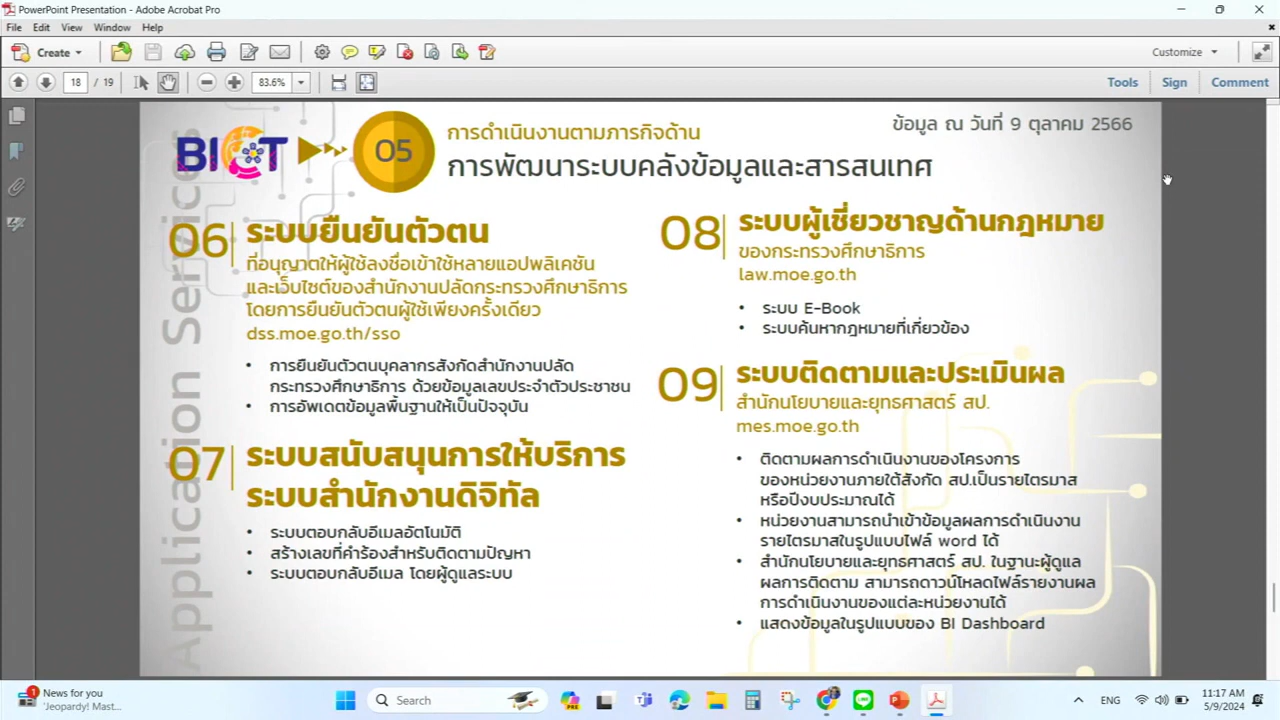 PowerPoint Presentation - Adobe Acrobat Pro
File Edit View Window Help
Create
Customize
18 / 19
83.6%
Tools Sign Comment
BICT
05
การดำเนินงานตามภารกิจด้าน
การพัฒนาระบบคลังข้อมูลและสารสนเทศ
ข้อมูล ณ วันที่ 9 ตุลาคม 2566
Application Services
06
ระบบยืนยันตัวตน
ที่อนุญาตให้ผู้ใช้ลงชื่อเข้าใช้หลายแอปพลิเคชัน
และเว็บไซต์ของสำนักงานปลัดกระทรวงศึกษาธิการ
โดยการยืนยันตัวตนผู้ใช้เพียงครั้งเดียว
dss.moe.go.th/sso
• การยืนยันตัวตนบุคลากรสังกัดสำนักงานปลัด
กระทรวงศึกษาธิการ ด้วยข้อมูลเลขประจำตัวประชาชน
• การอัพเดตข้อมูลพื้นฐานให้เป็นปัจจุบัน
07
ระบบสนับสนุนการให้บริการ
ระบบสำนักงานดิจิทัล
• ระบบตอบกลับอีเมลอัตโนมัติ
• สร้างเลขที่คำร้องสำหรับติดตามปัญหา
• ระบบตอบกลับอีเมล โดยผู้ดูแลระบบ
08
ระบบผู้เชี่ยวชาญด้านกฎหมาย
ของกระทรวงศึกษาธิการ
law.moe.go.th
• ระบบ E-Book
• ระบบค้นหากฎหมายที่เกี่ยวข้อง
09
ระบบติดตามและประเมินผล
สำนักนโยบายและยุทธศาสตร์ สป.
mes.moe.go.th
• ติดตามผลการดำเนินงานของโครงการ
ของหน่วยงานภายใต้สังกัด สป.เป็นรายไตรมาส
หรือปีงบประมาณได้
• หน่วยงานสามารถนำเข้าข้อมูลผลการดำเนินงาน
รายไตรมาสในรูปแบบไฟล์ word ได้
• สำนักนโยบายและยุทธศาสตร์ สป. ในฐานะผู้ดูแล
ผลการติดตาม สามารถดาวน์โหลดไฟล์รายงานผล
การดำเนินงานของแต่ละหน่วยงานได้
• แสดงข้อมูลในรูปแบบของ BI Dashboard
1
News for you
'Jeopardy! Mast...
Search
ENG
11:17 AM
5/9/2024